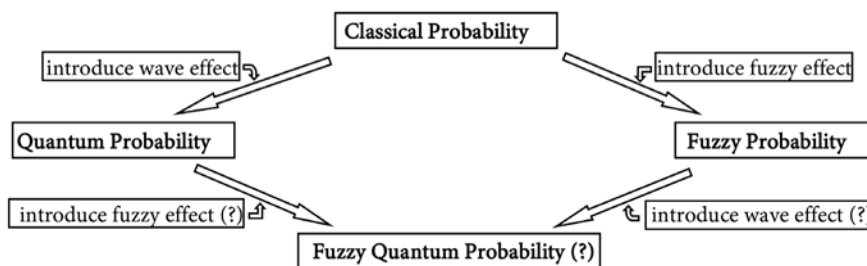 Classical Probability
introduce wave effect
introduce fuzzy effect
Quantum Probability
Fuzzy Probability
introduce fuzzy effect (?)
introduce wave effect (?)
Fuzzy Quantum Probability (?)